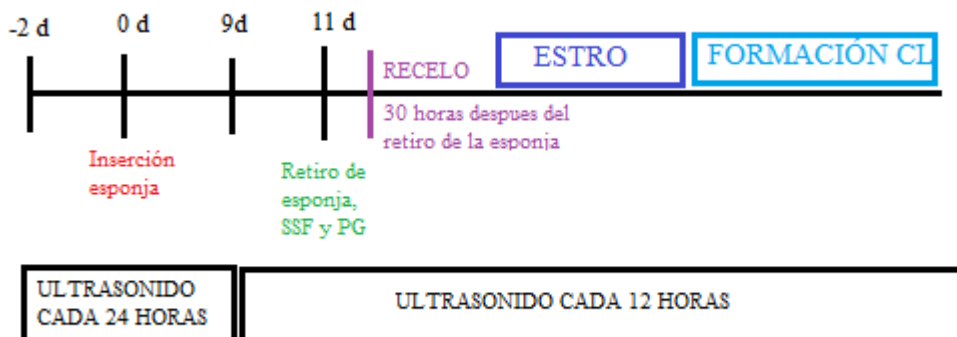 -2 d
0 d
9d
11 d
RECELO
ESTRO
FORMACIÓN CL
30 horas despues del
retiro de la esponja
Inserción
esponja
Retiro de
esponja,
SSF y PG
ULTRASONIDO
CADA 24 HORAS
ULTRASONIDO CADA 12 HORAS